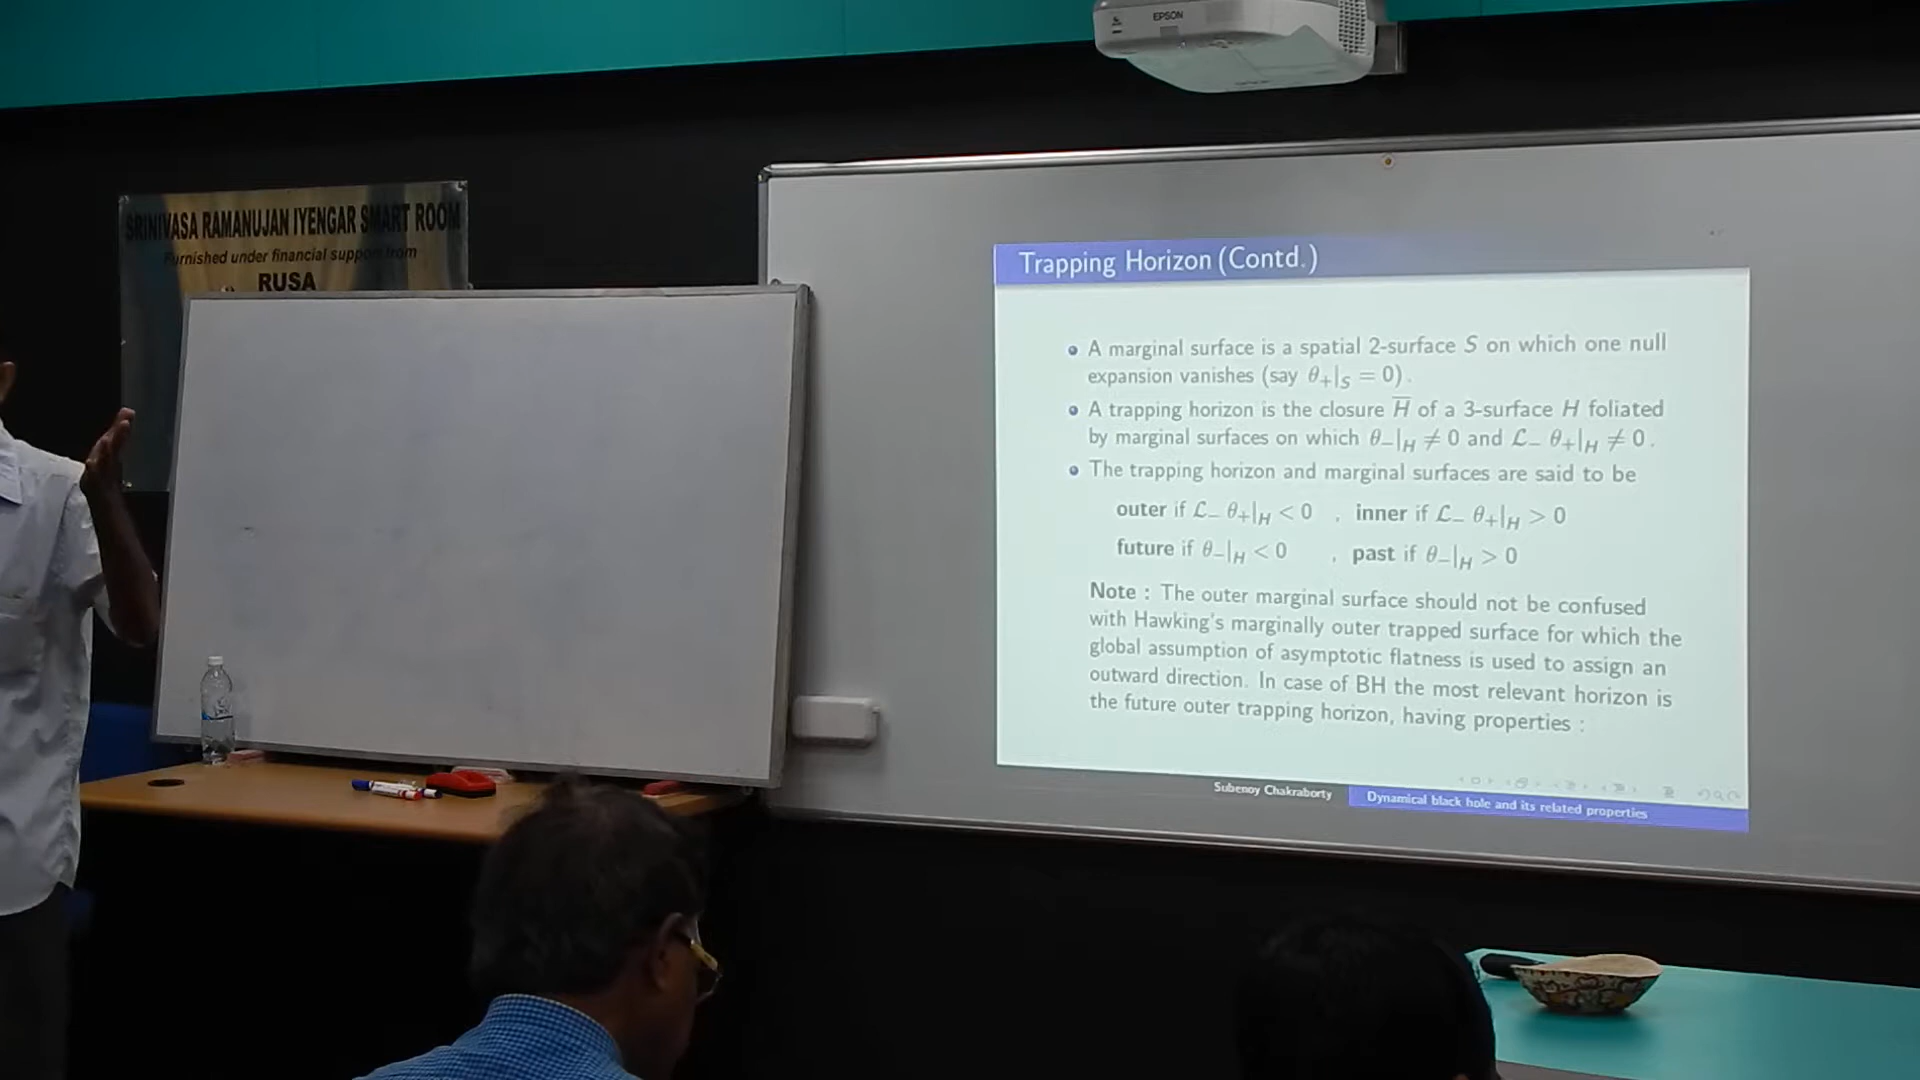 EPSON
SRINIVASA RAMANUJAN IYENGAR SMART ROOM
Furnished under financial support from
RUSA
Trapping Horizon (Contd.)
A marginal surface is a spatial 2-surface S on which one null
expansion vanishes (say θ₊|S = 0).
A trapping horizon is the closure H̅ of a 3-surface H foliated
by marginal surfaces on which θ₋|H ≠ 0 and ℒ₋ θ₊|H ≠ 0.
The trapping horizon and marginal surfaces are said to be
outer if ℒ₋ θ₊|H < 0 , inner if ℒ₋ θ₊|H > 0
future if θ₋|H < 0 , past if θ₋|H > 0
Note : The outer marginal surface should not be confused
with Hawking's marginally outer trapped surface for which the
global assumption of asymptotic flatness is used to assign an
outward direction. In case of BH the most relevant horizon is
the future outer trapping horizon, having properties :
Subenoy Chakraborty Dynamical black hole and its related properties